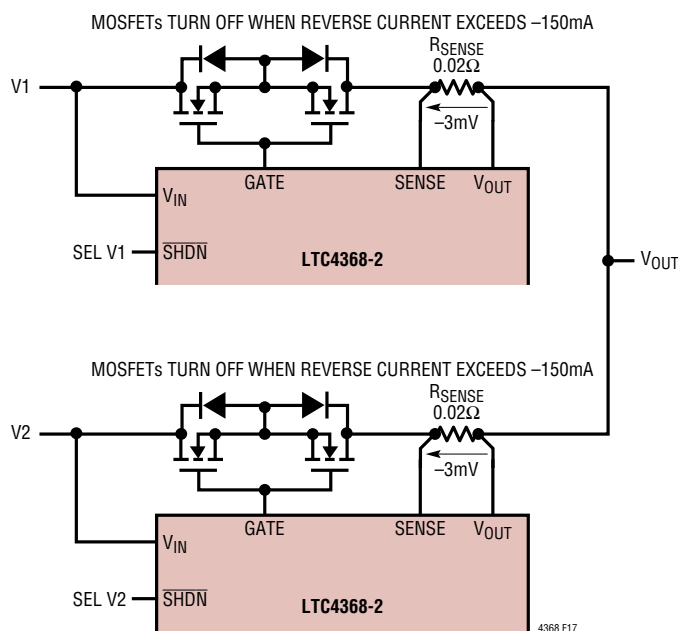 MOSFETs TURN OFF WHEN REVERSE CURRENT EXCEEDS –150mA
RSENSE
0.02Ω
V1
–3mV
GATE
SENSE
VOUT
VIN
SEL V1
SHDN
LTC4368-2
VOUT
MOSFETs TURN OFF WHEN REVERSE CURRENT EXCEEDS –150mA
RSENSE
0.02Ω
V2
–3mV
GATE
SENSE
VOUT
VIN
SEL V2
SHDN
LTC4368-2
4368 F17